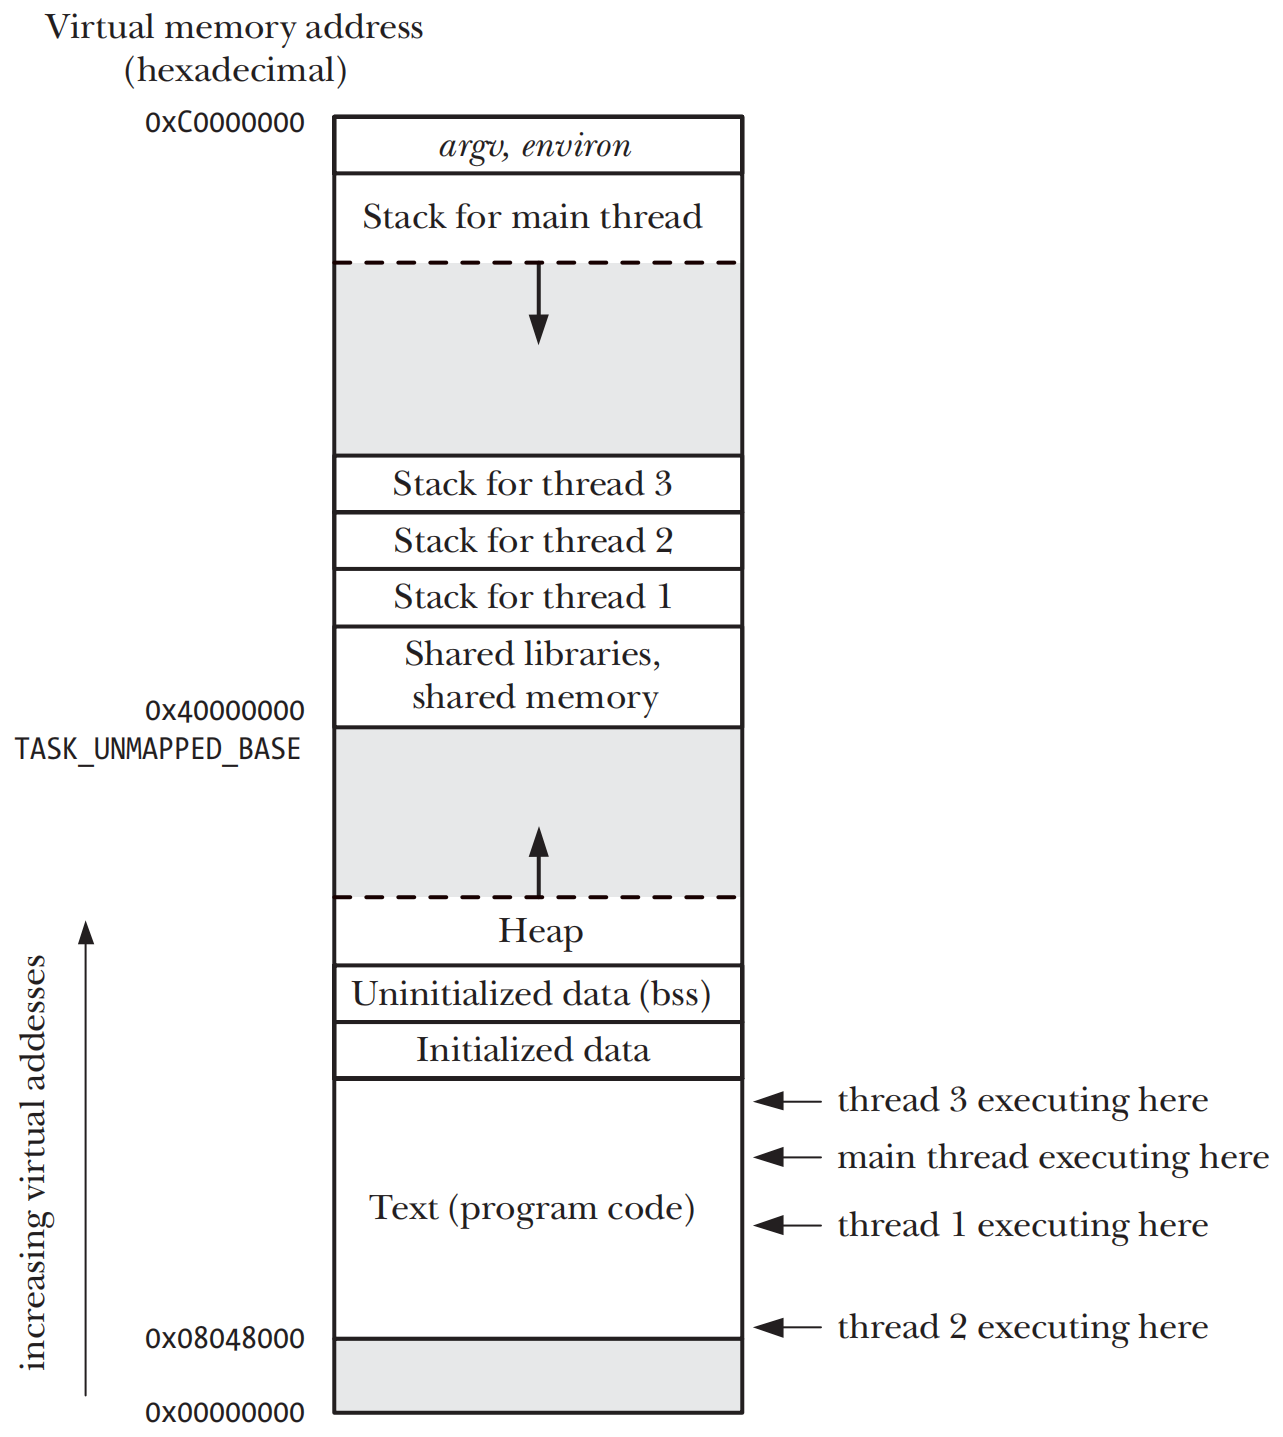 Virtual memory address
(hexadecimal)
0xC0000000
argv, environ
Stack for main thread
Stack for thread 3
Stack for thread 2
Stack for thread 1
Shared libraries,
shared memory
0x40000000
TASK_UNMAPPED_BASE
Heap
Uninitialized data (bss)
Initialized data
increasing virtual addesses
thread 3 executing here
main thread executing here
Text (program code)
thread 1 executing here
thread 2 executing here
0x08048000
0x00000000